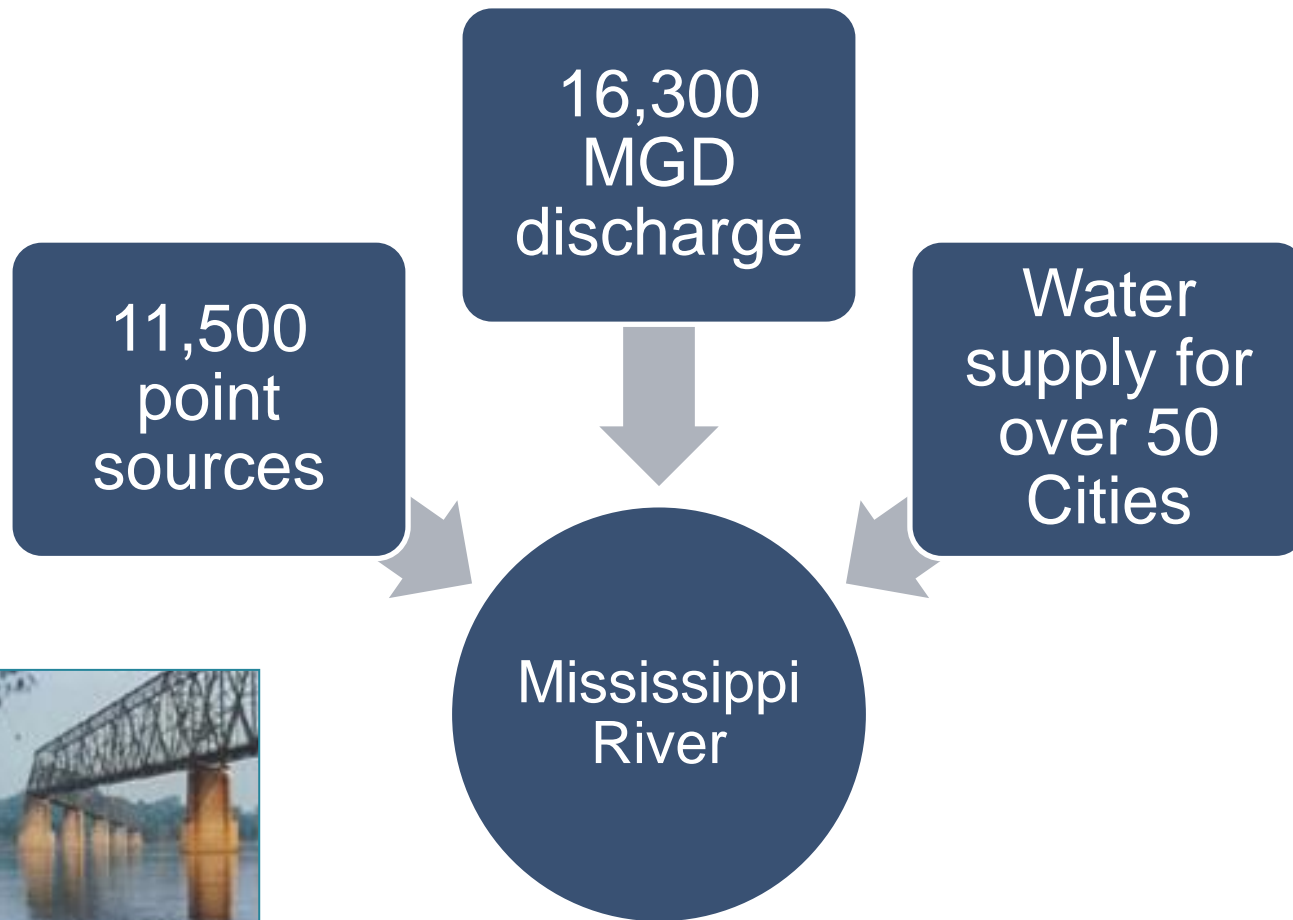 16,300
MGD
discharge
11,500
point
sources
Water
supply for
over 50
Cities
Mississippi
River